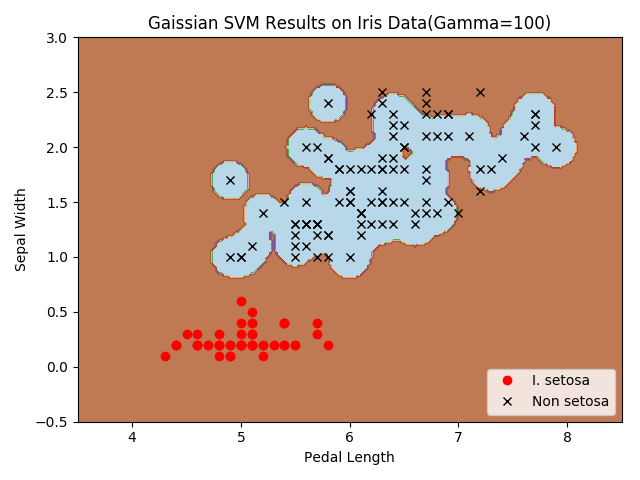 Gaissian SVM Results on Iris Data(Gamma=100)
3.0
2.5
2.0
1.5
1.0
0.5
0.0
−0.5
Sepal Width
I. setosa
Non setosa
4 5 6 7 8
Pedal Length